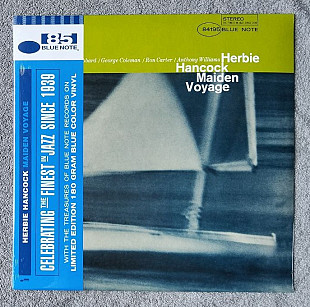 85
BLUE NOTE
HERBIE HANCOCK MAIDEN VOYAGE
CELEBRATING THE FINEST IN JAZZ SINCE 1939
WITH THE TREASURES OF BLUE NOTE RECORDS ON
LIMITED EDITION 180 GRAM BLUE COLOR VINYL
STEREO
84195 BLUE NOTE
bbard/George Coleman/Ron Carter/Anthony Williams Herbie
Hancock
Maiden
Voyage